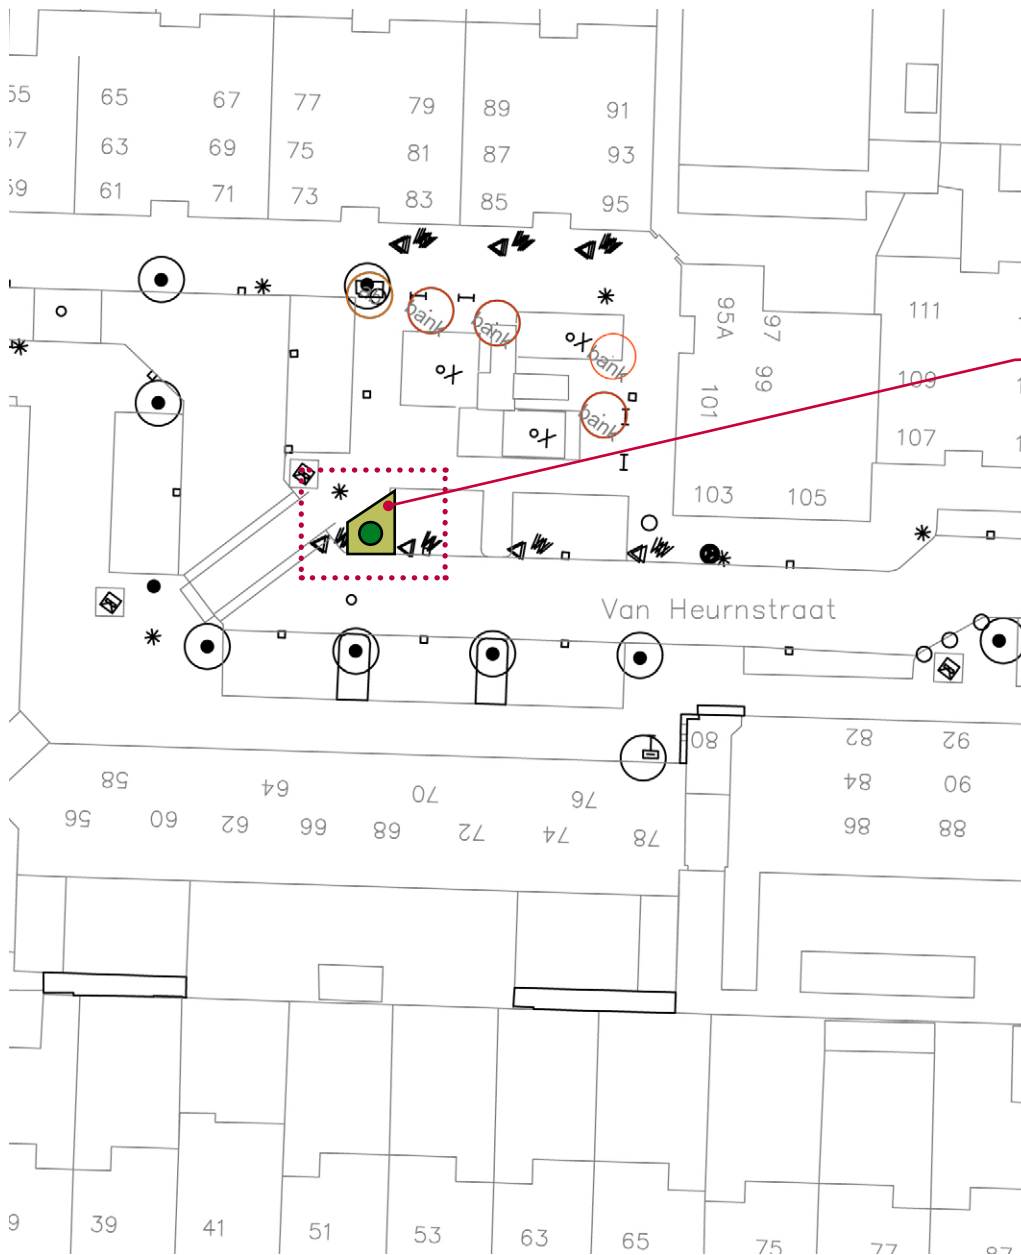 65 67 77 79 89 91
63 69 75 81 87 93
61 71 73 83 85 95
95A 97 111
bank bank
bank
99 109
101
bank
107
103 105
Van Heurnstraat
80 82 92
58 64 70 76 84 90
56 60 62 66 68 72 74 78 86 88
39 41 51 53 63 65 75 77